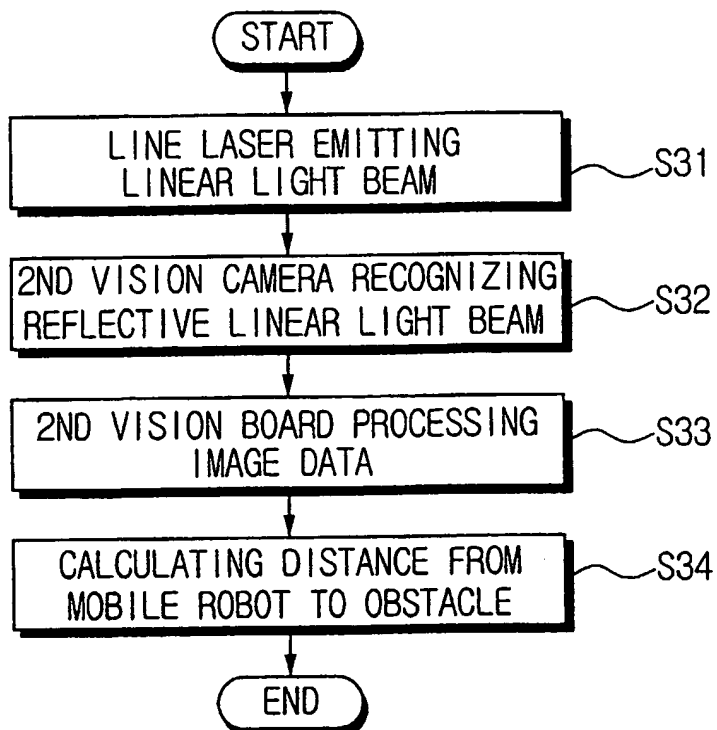 START
LINE LASER EMITTING
LINEAR LIGHT BEAM
S31
2ND VISION CAMERA RECOGNIZING
REFLECTIVE LINEAR LIGHT BEAM
S32
2ND VISION BOARD PROCESSING
IMAGE DATA
S33
CALCULATING DISTANCE FROM
MOBILE ROBOT TO OBSTACLE
S34
END